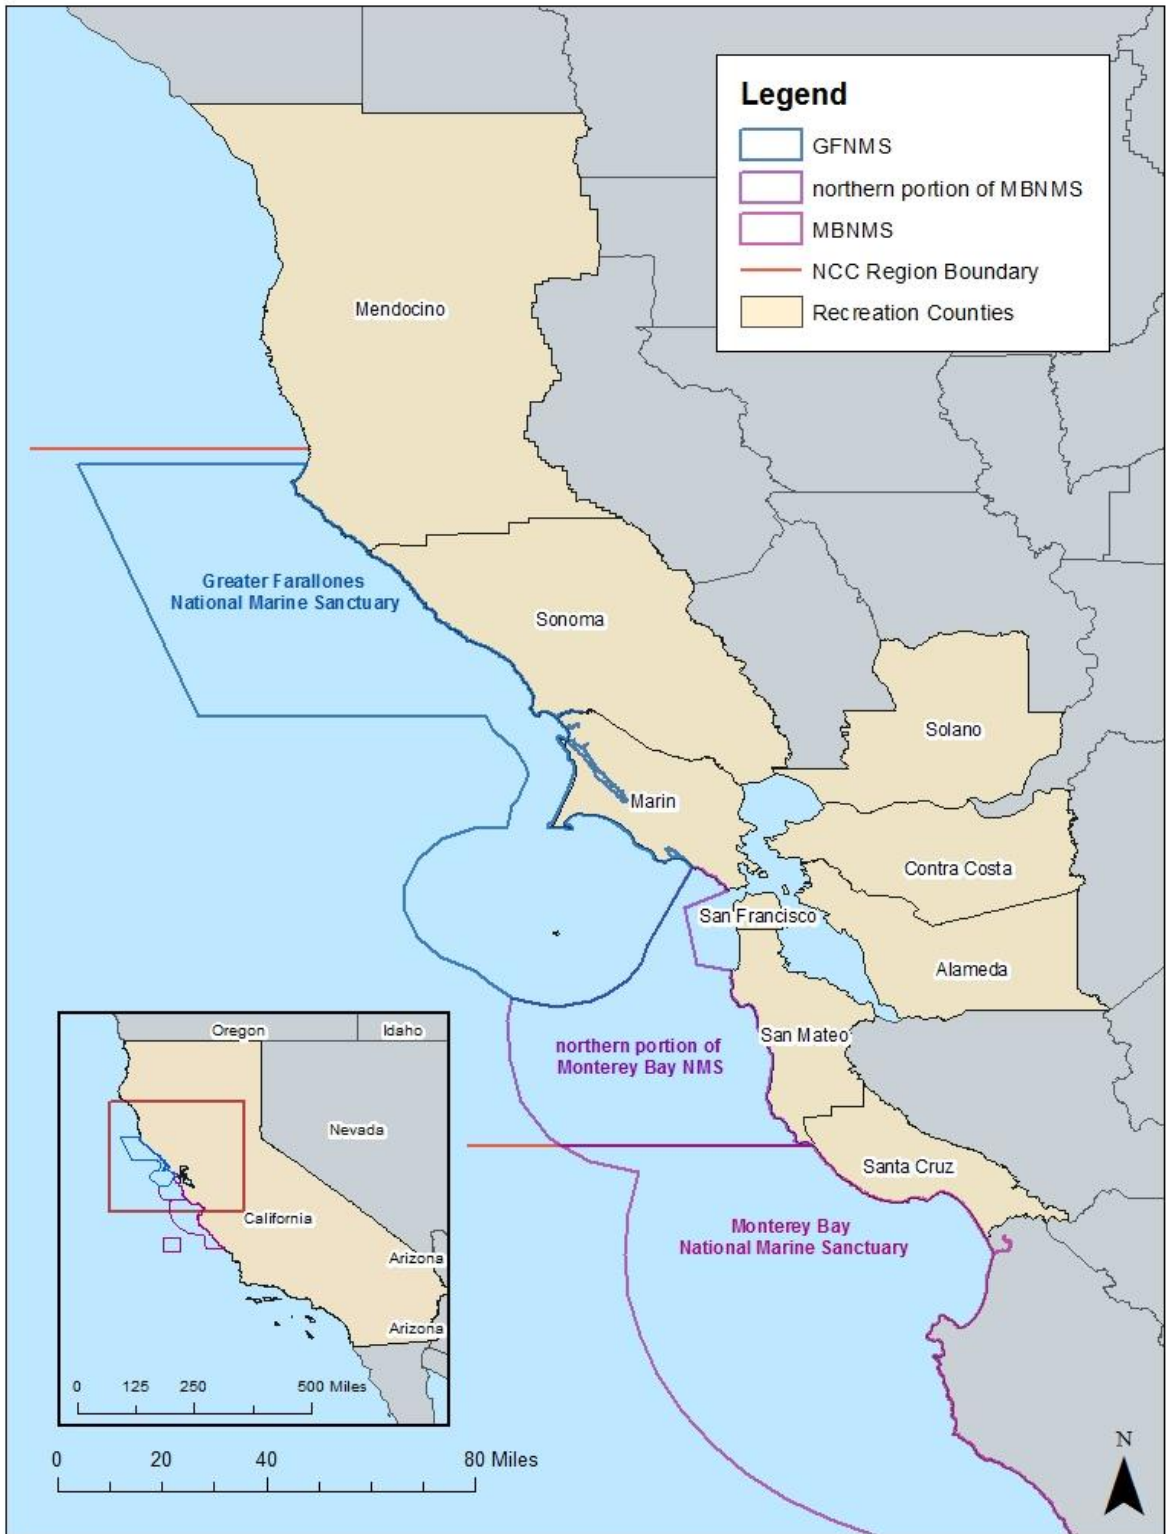 Legend
GFNMS
northern portion of MBNMS
MBNMS
NCC Region Boundary
Recreation Counties
Mendocino
Greater Farallones
National Marine Sanctuary
Sonoma
Solano
Marin
Contra Costa
San Francisco
Alameda
San Mateo
northern portion of
Monterey Bay NMS
Santa Cruz
Monterey Bay
National Marine Sanctuary
Oregon
Idaho
Nevada
California
Arizona
Arizona
0 125 250 500 Miles
0 20 40 80 Miles
N